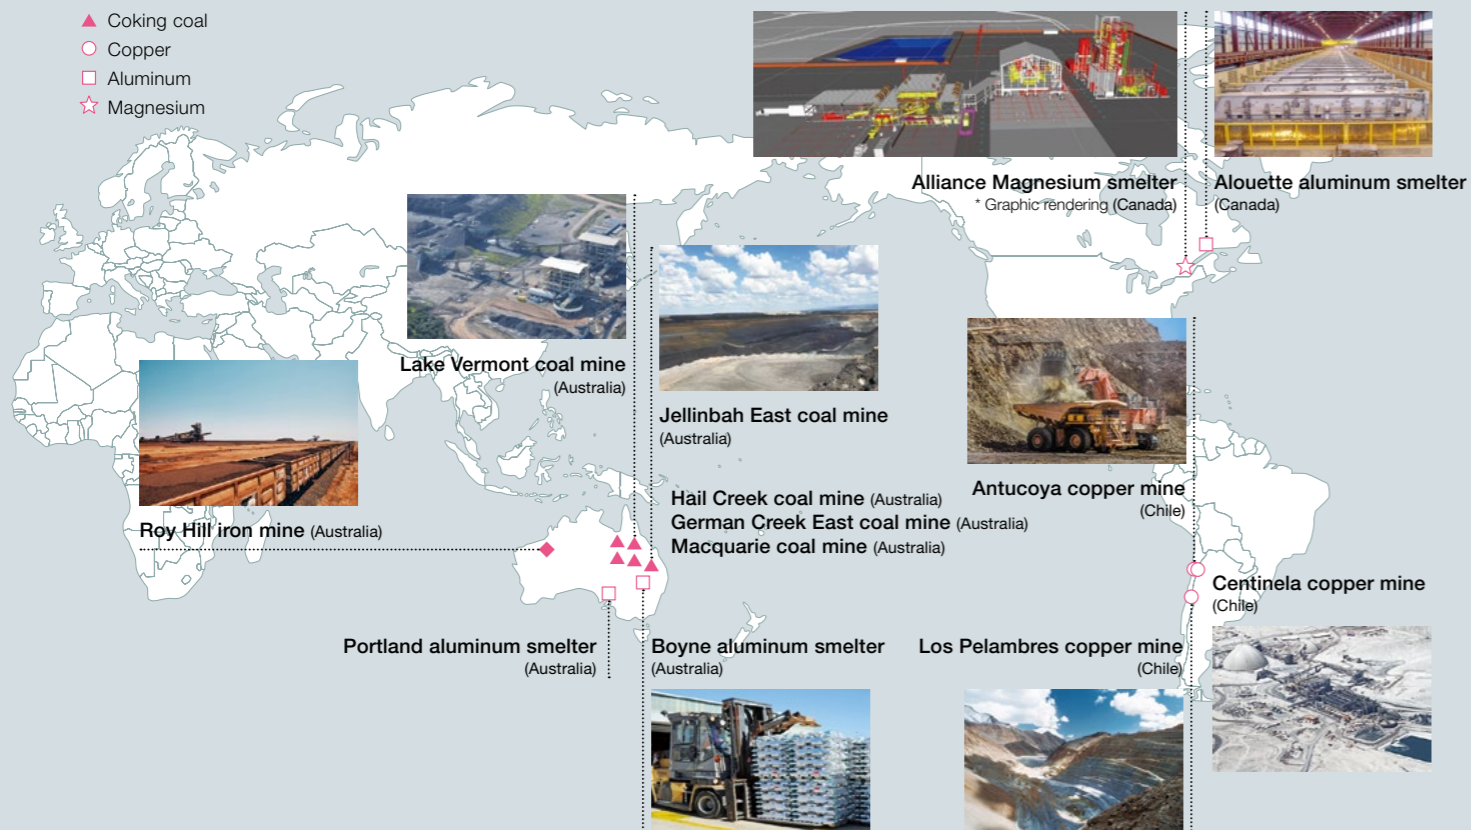 Coking coal
Copper
Aluminum
Magnesium
Alliance Magnesium smelter
* Graphic rendering (Canada)
Alouette aluminum smelter
(Canada)
Lake Vermont coal mine
(Australia)
Jellinbah East coal mine
(Australia)
Roy Hill iron mine (Australia)
Hail Creek coal mine (Australia)
German Creek East coal mine (Australia)
Macquarie coal mine (Australia)
Antucoya copper mine
(Chile)
Centinela copper mine
(Chile)
Portland aluminum smelter
(Australia)
Boyne aluminum smelter
(Australia)
Los Pelambres copper mine
(Chile)